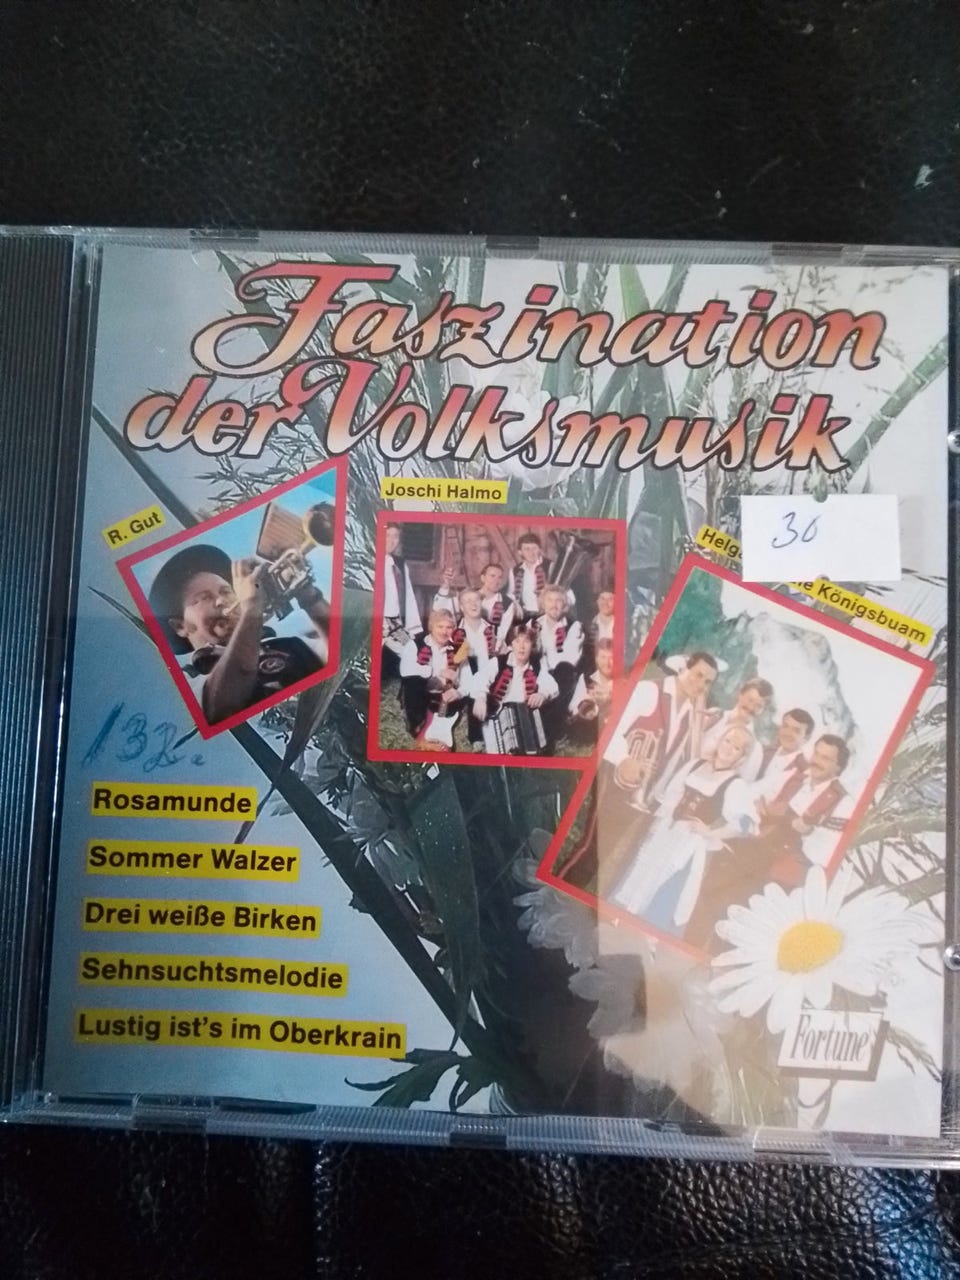 Faszination
der Volksmusik
R. Gut
Joschi Halmo
30
Königsbuam
132.
Rosamunde
Sommer Walzer
Drei weiße Birken
Sehnsuchtsmelodie
Lustig ist's im Oberkrain
Fortune